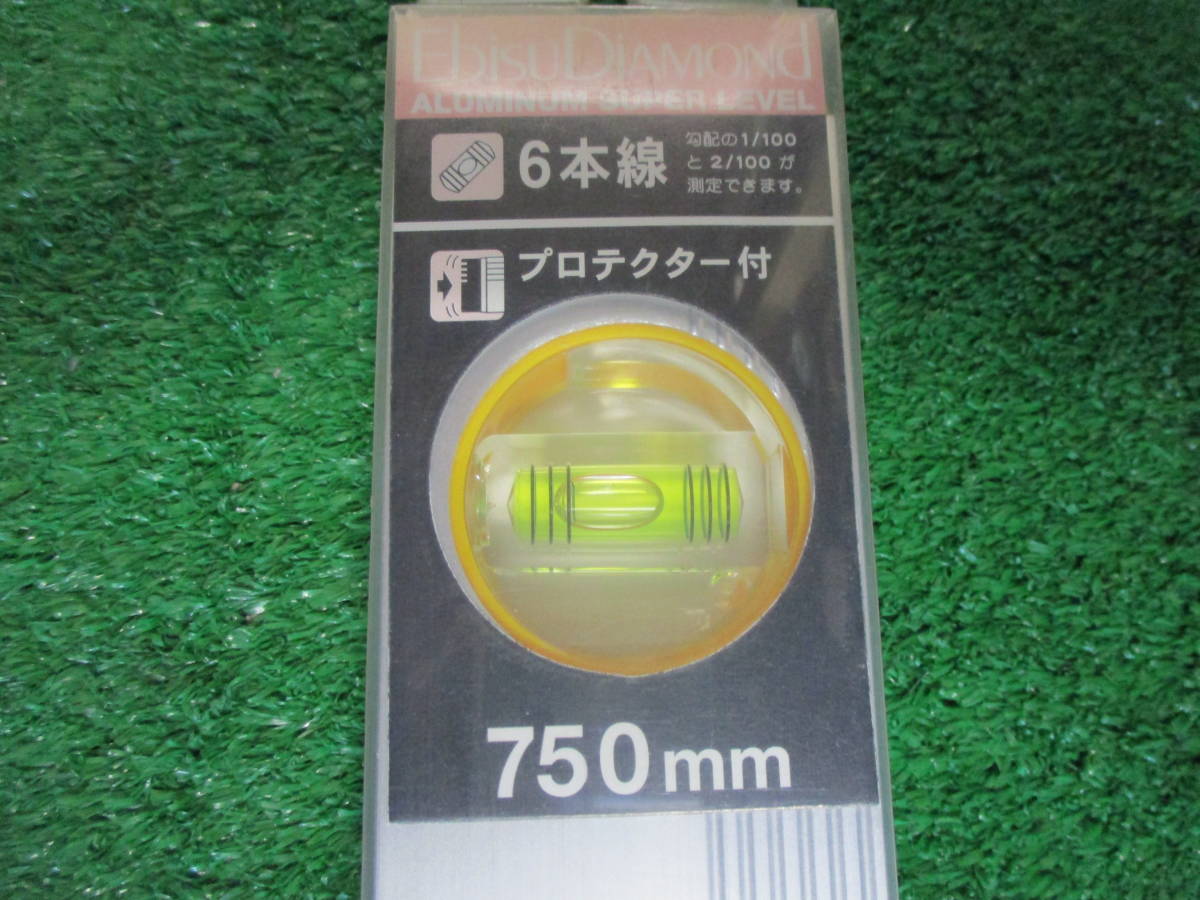 EbisuDiamond
ALUMINUM SUPER LEVEL
6本線
勾配の1/100
と2/100が
測定できます。
プロテクター付
750mm